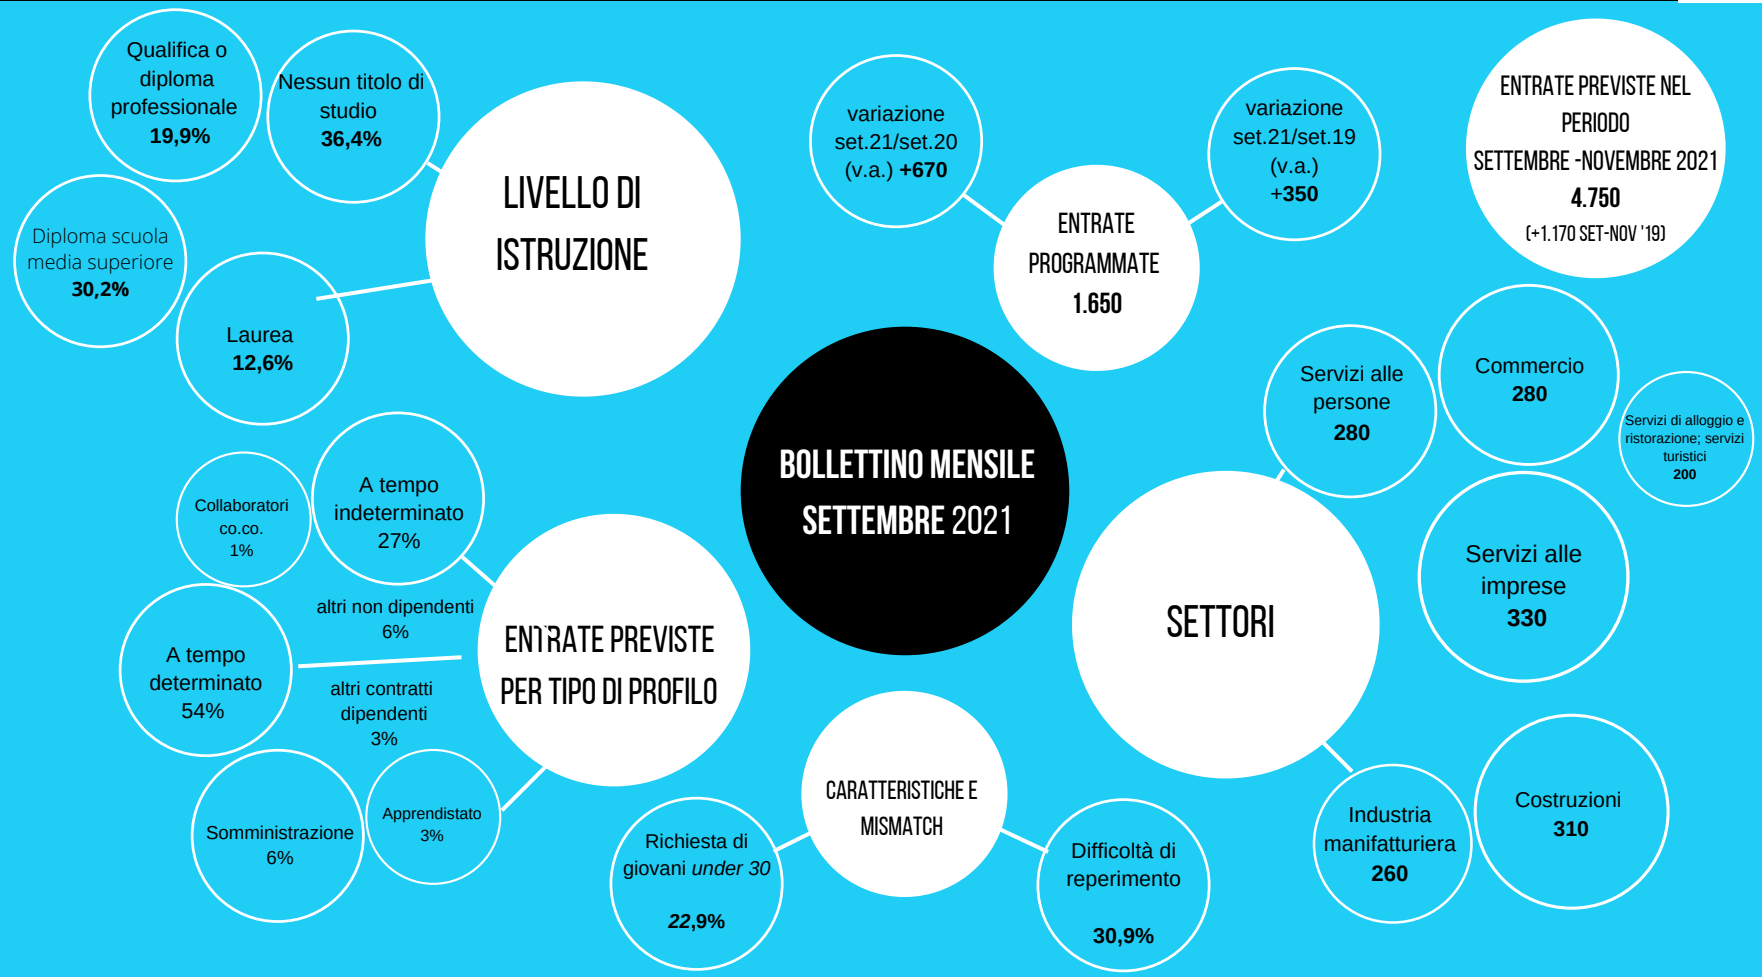 Qualifica o
diploma
professionale
19,9%
Nessun titolo di
studio
36,4%
Diploma scuola
media superiore
30,2%
Laurea
12,6%
LIVELLO DI
ISTRUZIONE
variazione
set.21/set.20
(v.a.) +670
variazione
set.21/set.19
(v.a.)
+350
ENTRATE
PROGRAMMATE
1.650
ENTRATE PREVISTE NEL
PERIODO
SETTEMBRE -NOVEMBRE 2021
4.750
(+1.170 SET-NOV '19)
BOLLETTINO MENSILE
SETTEMBRE 2021
Servizi alle
persone
280
Commercio
280
Servizi di alloggio e
ristorazione; servizi
turistici
200
Servizi alle
imprese
330
SETTORI
Industria
manifatturiera
260
Costruzioni
310
Collaboratori
co.co.
1%
A tempo
indeterminato
27%
altri non dipendenti
6%
A tempo
determinato
54%
altri contratti
dipendenti
3%
Somministrazione
6%
Apprendistato
3%
ENTRATE PREVISTE
PER TIPO DI PROFILO
CARATTERISTICHE E
MISMATCH
Richiesta di
giovani under 30
22,9%
Difficoltà di
reperimento
30,9%